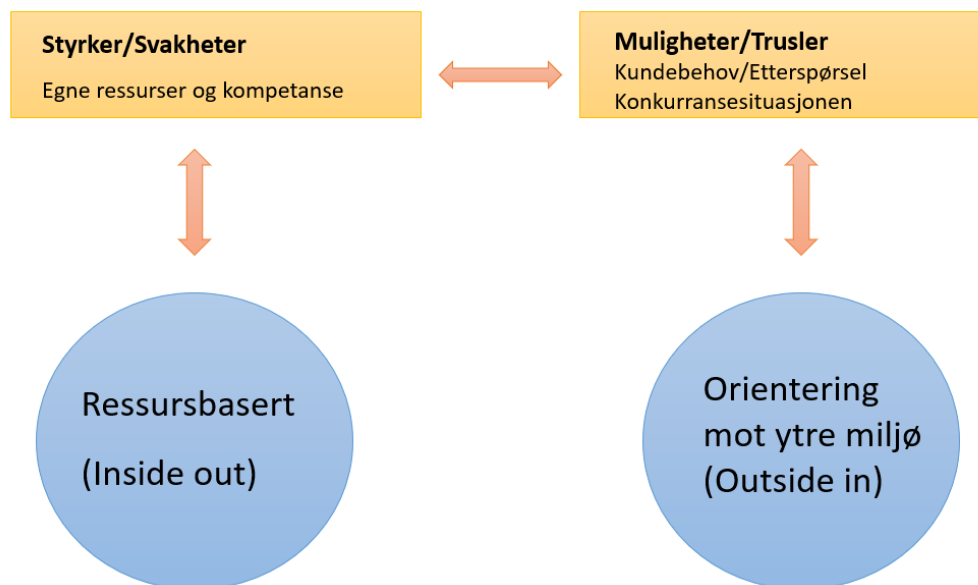 Styrker/Svakheter
Egne ressurser og kompetanse
Muligheter/Trusler
Kundebehov/Etterspørsel
Konkurransesituasjonen
Ressursbasert
(Inside out)
Orientering
mot ytre miljø
(Outside in)